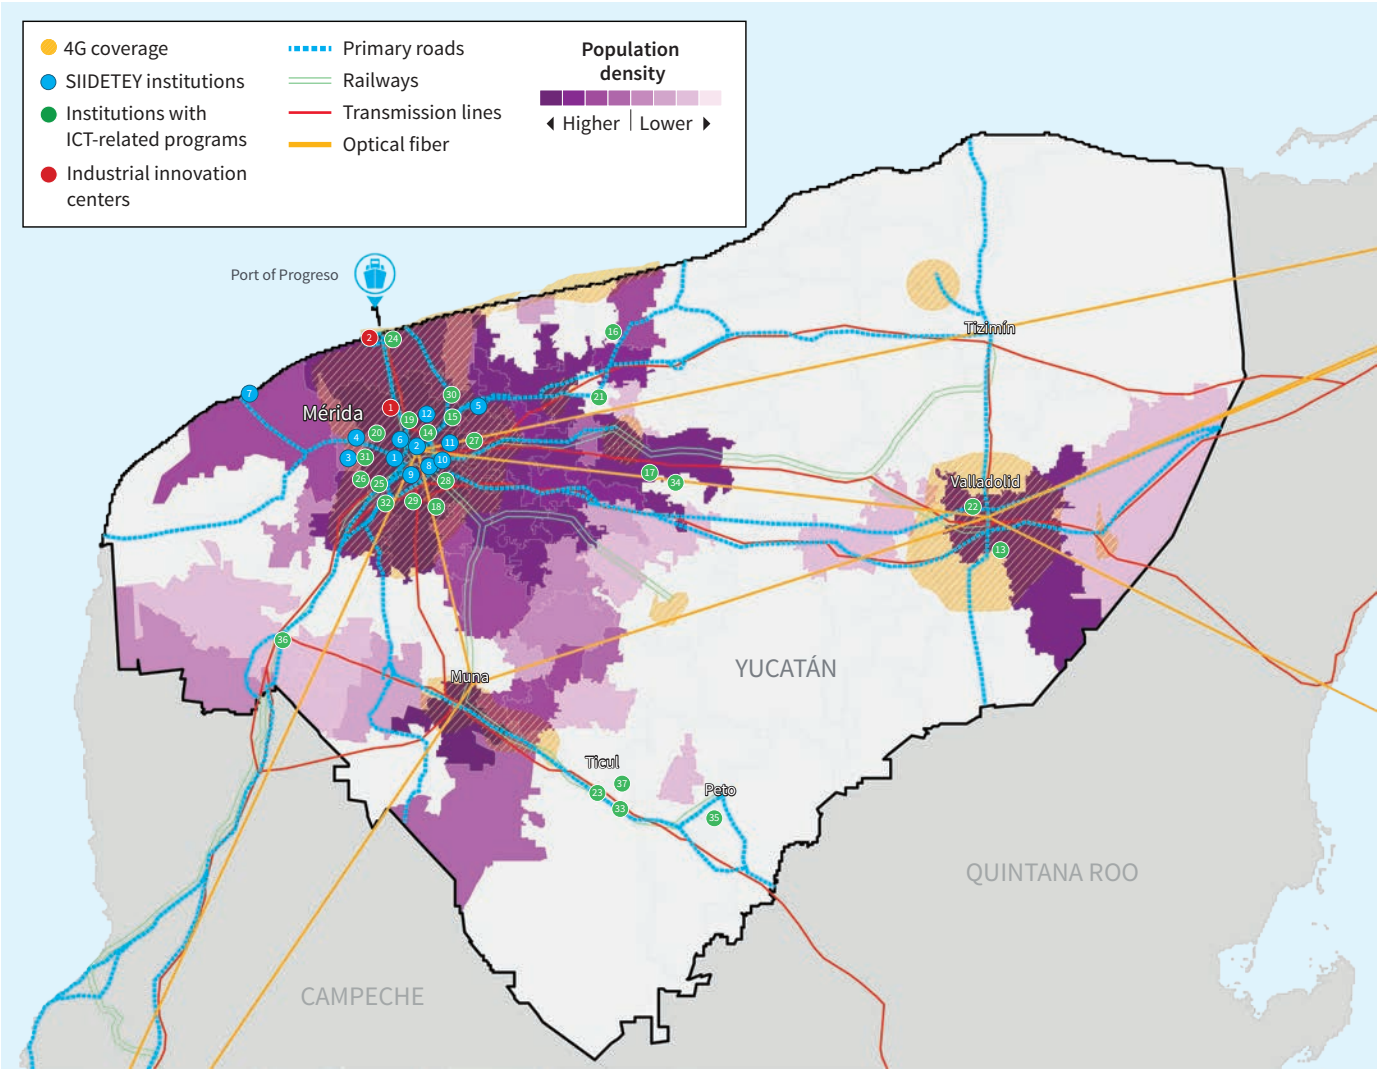 4G coverage
SIIDETEY institutions
Institutions with
ICT-related programs
Industrial innovation
centers
Primary roads
Railways
Transmission lines
Optical fiber
Population
density
Higher
Lower
Port of Progreso
2
24
16
Tizimín
7
30
21
Mérida
1
12
5
19
15
20
14
4
6
2
11
27
3
31
1
8
10
9
17
34
26
25
28
Valladolid
32
29
18
22
13
36
YUCATÁN
Muna
Ticul
37
23
33
Peto
35
QUINTANA ROO
CAMPECHE